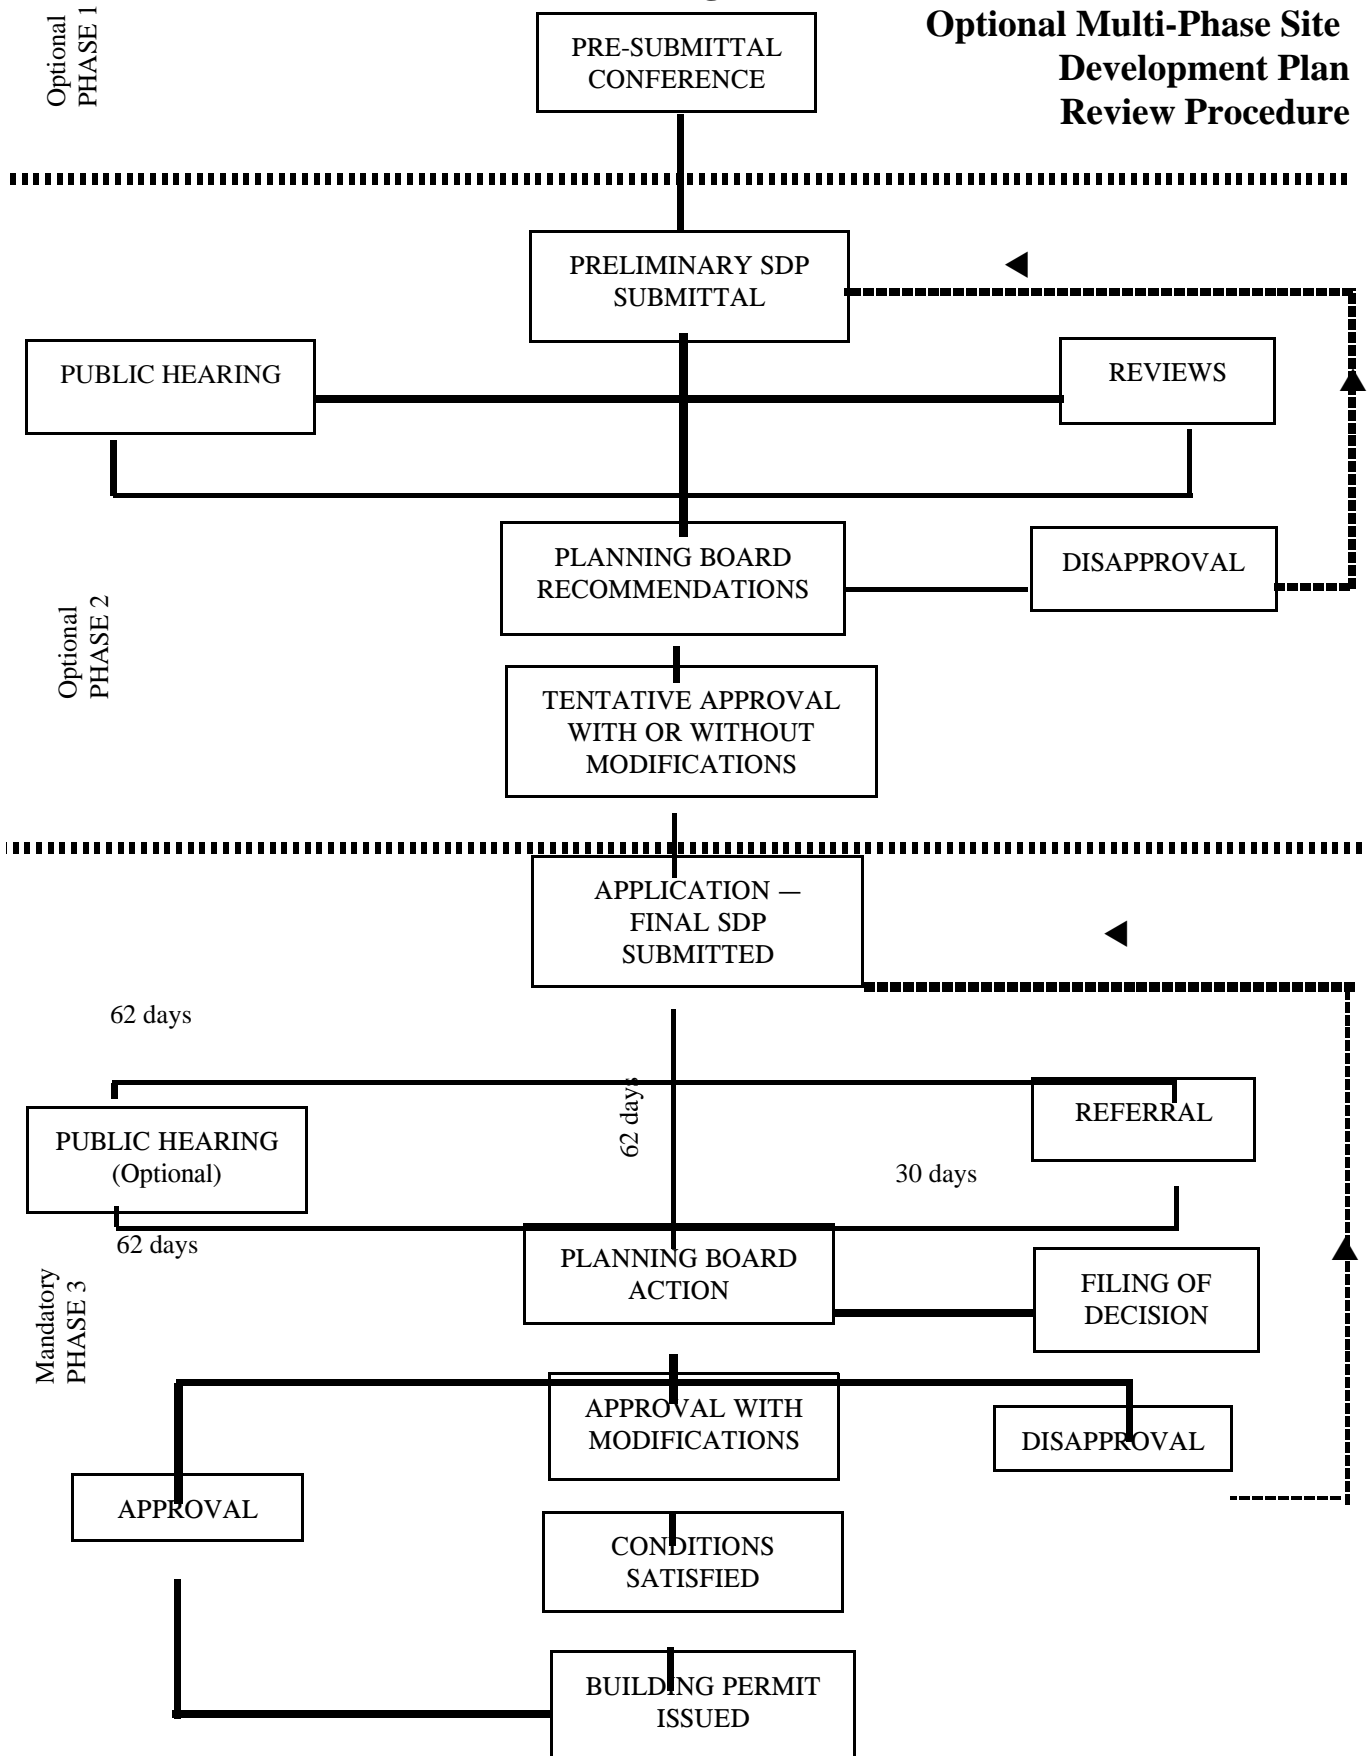 Optional Multi-Phase Site
Development Plan
Review Procedure
Optional
PHASE 1
PRE-SUBMITTAL
CONFERENCE
PRELIMINARY SDP
SUBMITTAL
PUBLIC HEARING
REVIEWS
Optional
PHASE 2
PLANNING BOARD
RECOMMENDATIONS
DISAPPROVAL
TENTATIVE APPROVAL
WITH OR WITHOUT
MODIFICATIONS
APPLICATION —
FINAL SDP
SUBMITTED
62 days
62 days
REFERRAL
PUBLIC HEARING
(Optional)
30 days
62 days
Mandatory
PHASE 3
PLANNING BOARD
ACTION
FILING OF
DECISION
APPROVAL WITH
MODIFICATIONS
DISAPPROVAL
APPROVAL
CONDITIONS
SATISFIED
BUILDING PERMIT
ISSUED